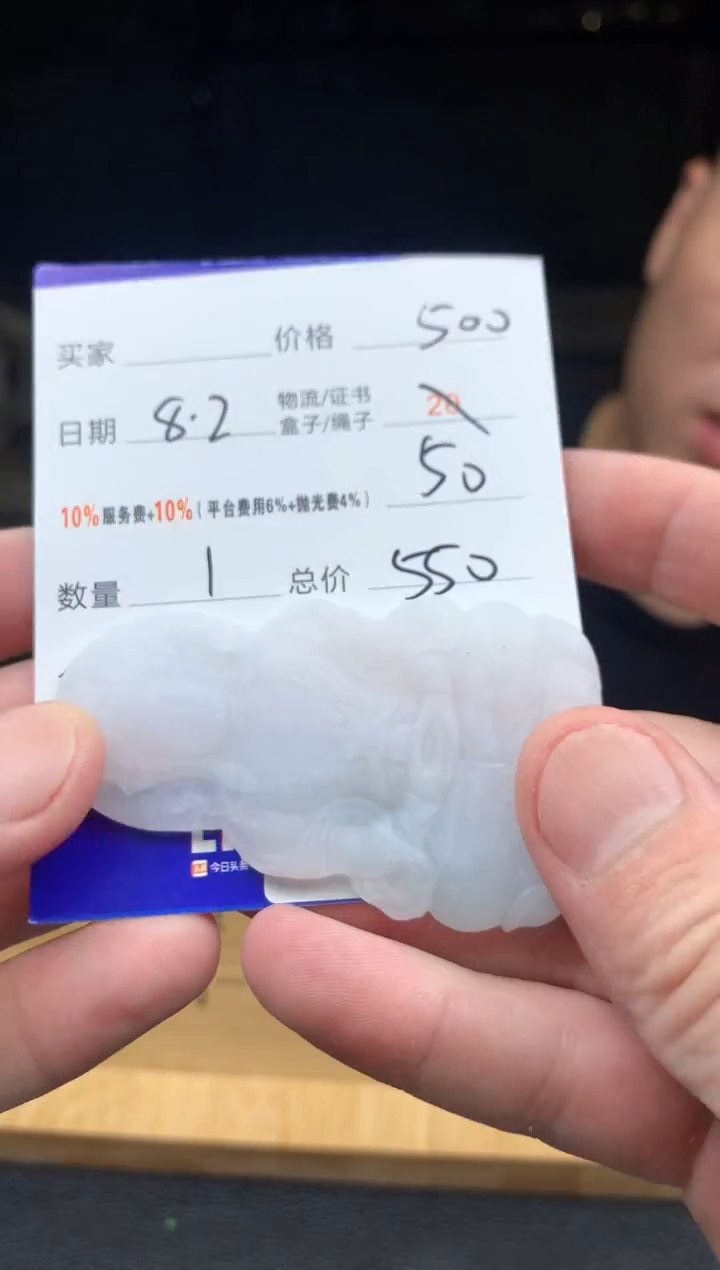 买家 价格 500
日期 8.2 物流/证书 20
盒子/绳子
10%服务费+10%(平台费用6%+抛光费4%) 50
数量 1 总价 550
今日头条